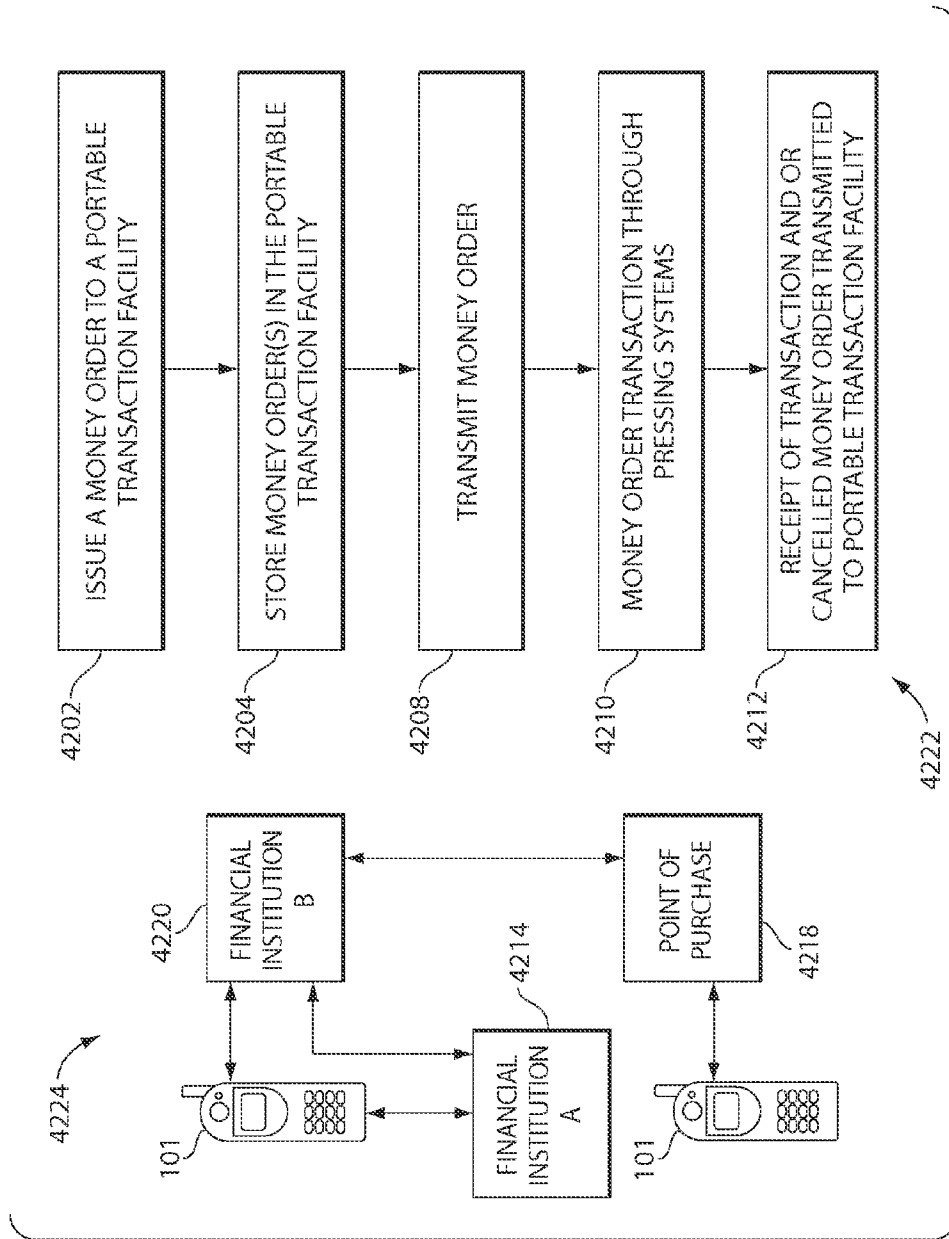 4224
101
4220
FINANCIAL
INSTITUTION
B
FINANCIAL
INSTITUTION
A
4214
101
POINT OF
PURCHASE
4218
4202
ISSUE A MONEY ORDER TO A PORTABLE
TRANSACTION FACILITY
4204
STORE MONEY ORDER(S) IN THE PORTABLE
TRANSACTION FACILITY
4208
TRANSMIT MONEY ORDER
4210
MONEY ORDER TRANSACTION THROUGH
PRESSING SYSTEMS
4212
RECEIPT OF TRANSACTION AND OR
CANCELLED MONEY ORDER TRANSMITTED
TO PORTABLE TRANSACTION FACILITY
4222